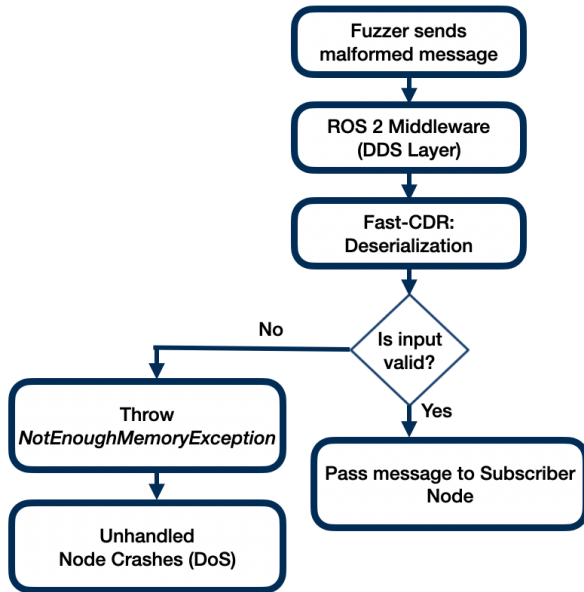 Fuzzer sends
malformed message
ROS 2 Middleware
(DDS Layer)
Fast-CDR:
Deserialization
Is input
valid?
No
Yes
Throw
NotEnoughMemoryException
Pass message to Subscriber
Node
Unhandled
Node Crashes (DoS)